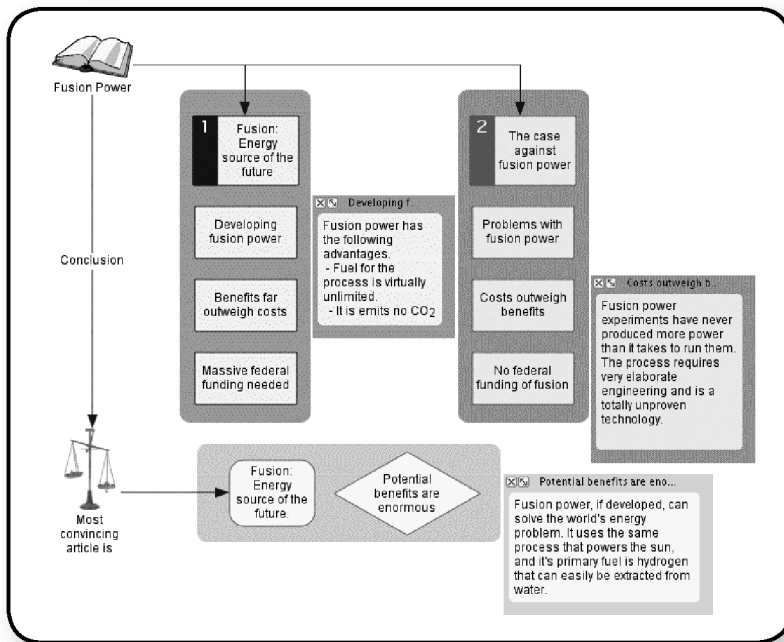 Fusion Power
1
Fusion:
Energy
source of the
future
2
The case
against
fusion power
Developing
fusion power
Developing f...
Fusion power has
the following
advantages.
- Fuel for the
process is virtually
unlimited.
- It is emits no CO2
Problems with
fusion power
Conclusion
Benefits far
outweigh costs
Costs outweigh
benefits
Costs outweigh b...
Fusion power
experiments have never
produced more power
than it takes to run them.
The process requires
very elaborate
engineering and is a
totally unproven
technology.
Massive federal
funding needed
No federal
funding of fusion
Most
convincing
article is
Fusion:
Energy
source of the
future.
Potential
benefits are
enormous
Potential benefits are eno...
Fusion power, if developed, can
solve the world's energy
problem. It uses the same
process that powers the sun,
and it's primary fuel is hydrogen
that can easily be extracted from
water.